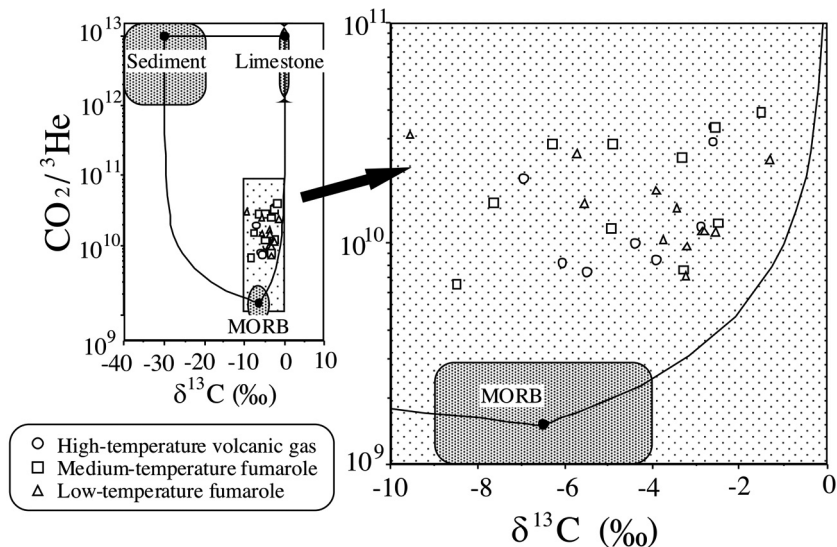 CO2/3He
10^13
10^12
10^11
10^10
10^9
Sediment
Limestone
MORB
-40 -30 -20 -10 0 10
δ13C (‰)
High-temperature volcanic gas
Medium-temperature fumarole
Low-temperature fumarole
10^11
10^10
10^9
MORB
-10 -8 -6 -4 -2 0
δ13C (‰)